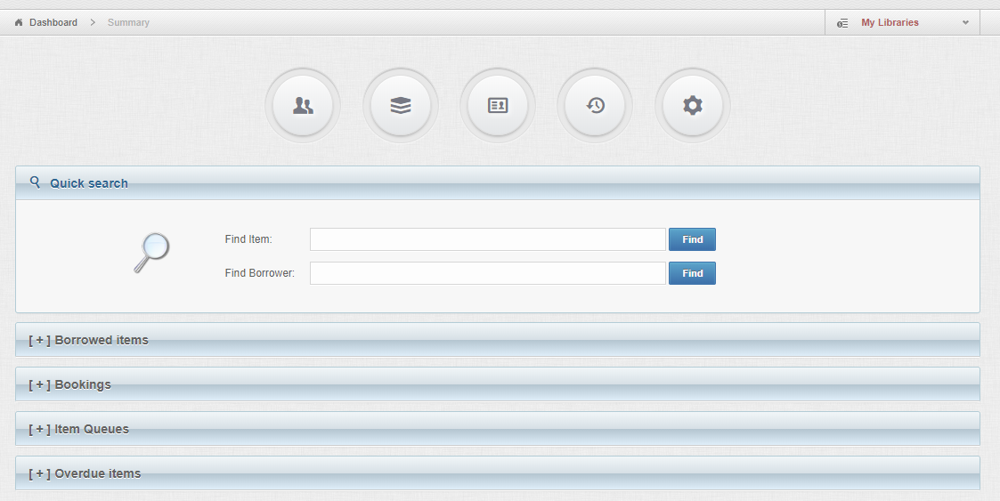 Dashboard > Summary
My Libraries
Quick search
Find Item:
Find
Find Borrower:
Find
[ + ] Borrowed items
[ + ] Bookings
[ + ] Item Queues
[ + ] Overdue items